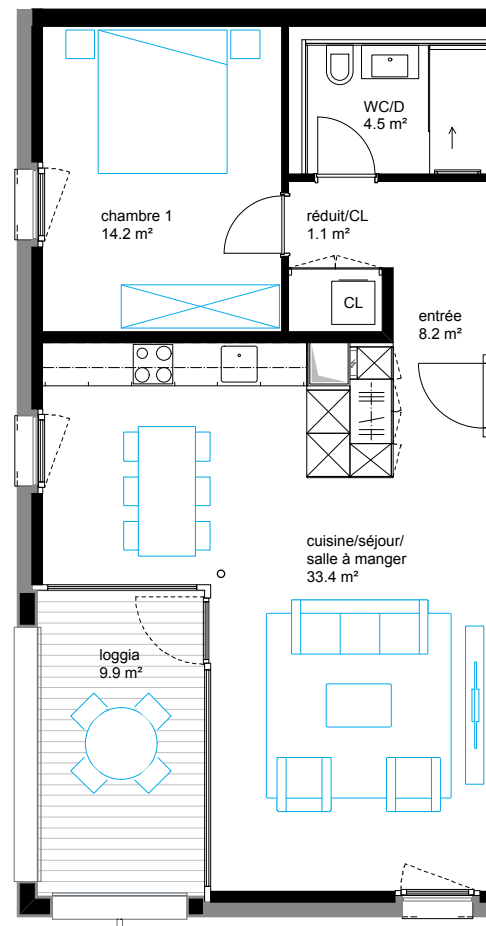 WC/D
4.5 m²
chambre 1
14.2 m²
réduit/CL
1.1 m²
CL
entrée
8.2 m²
cuisine/séjour/
salle à manger
33.4 m²
loggia
9.9 m²